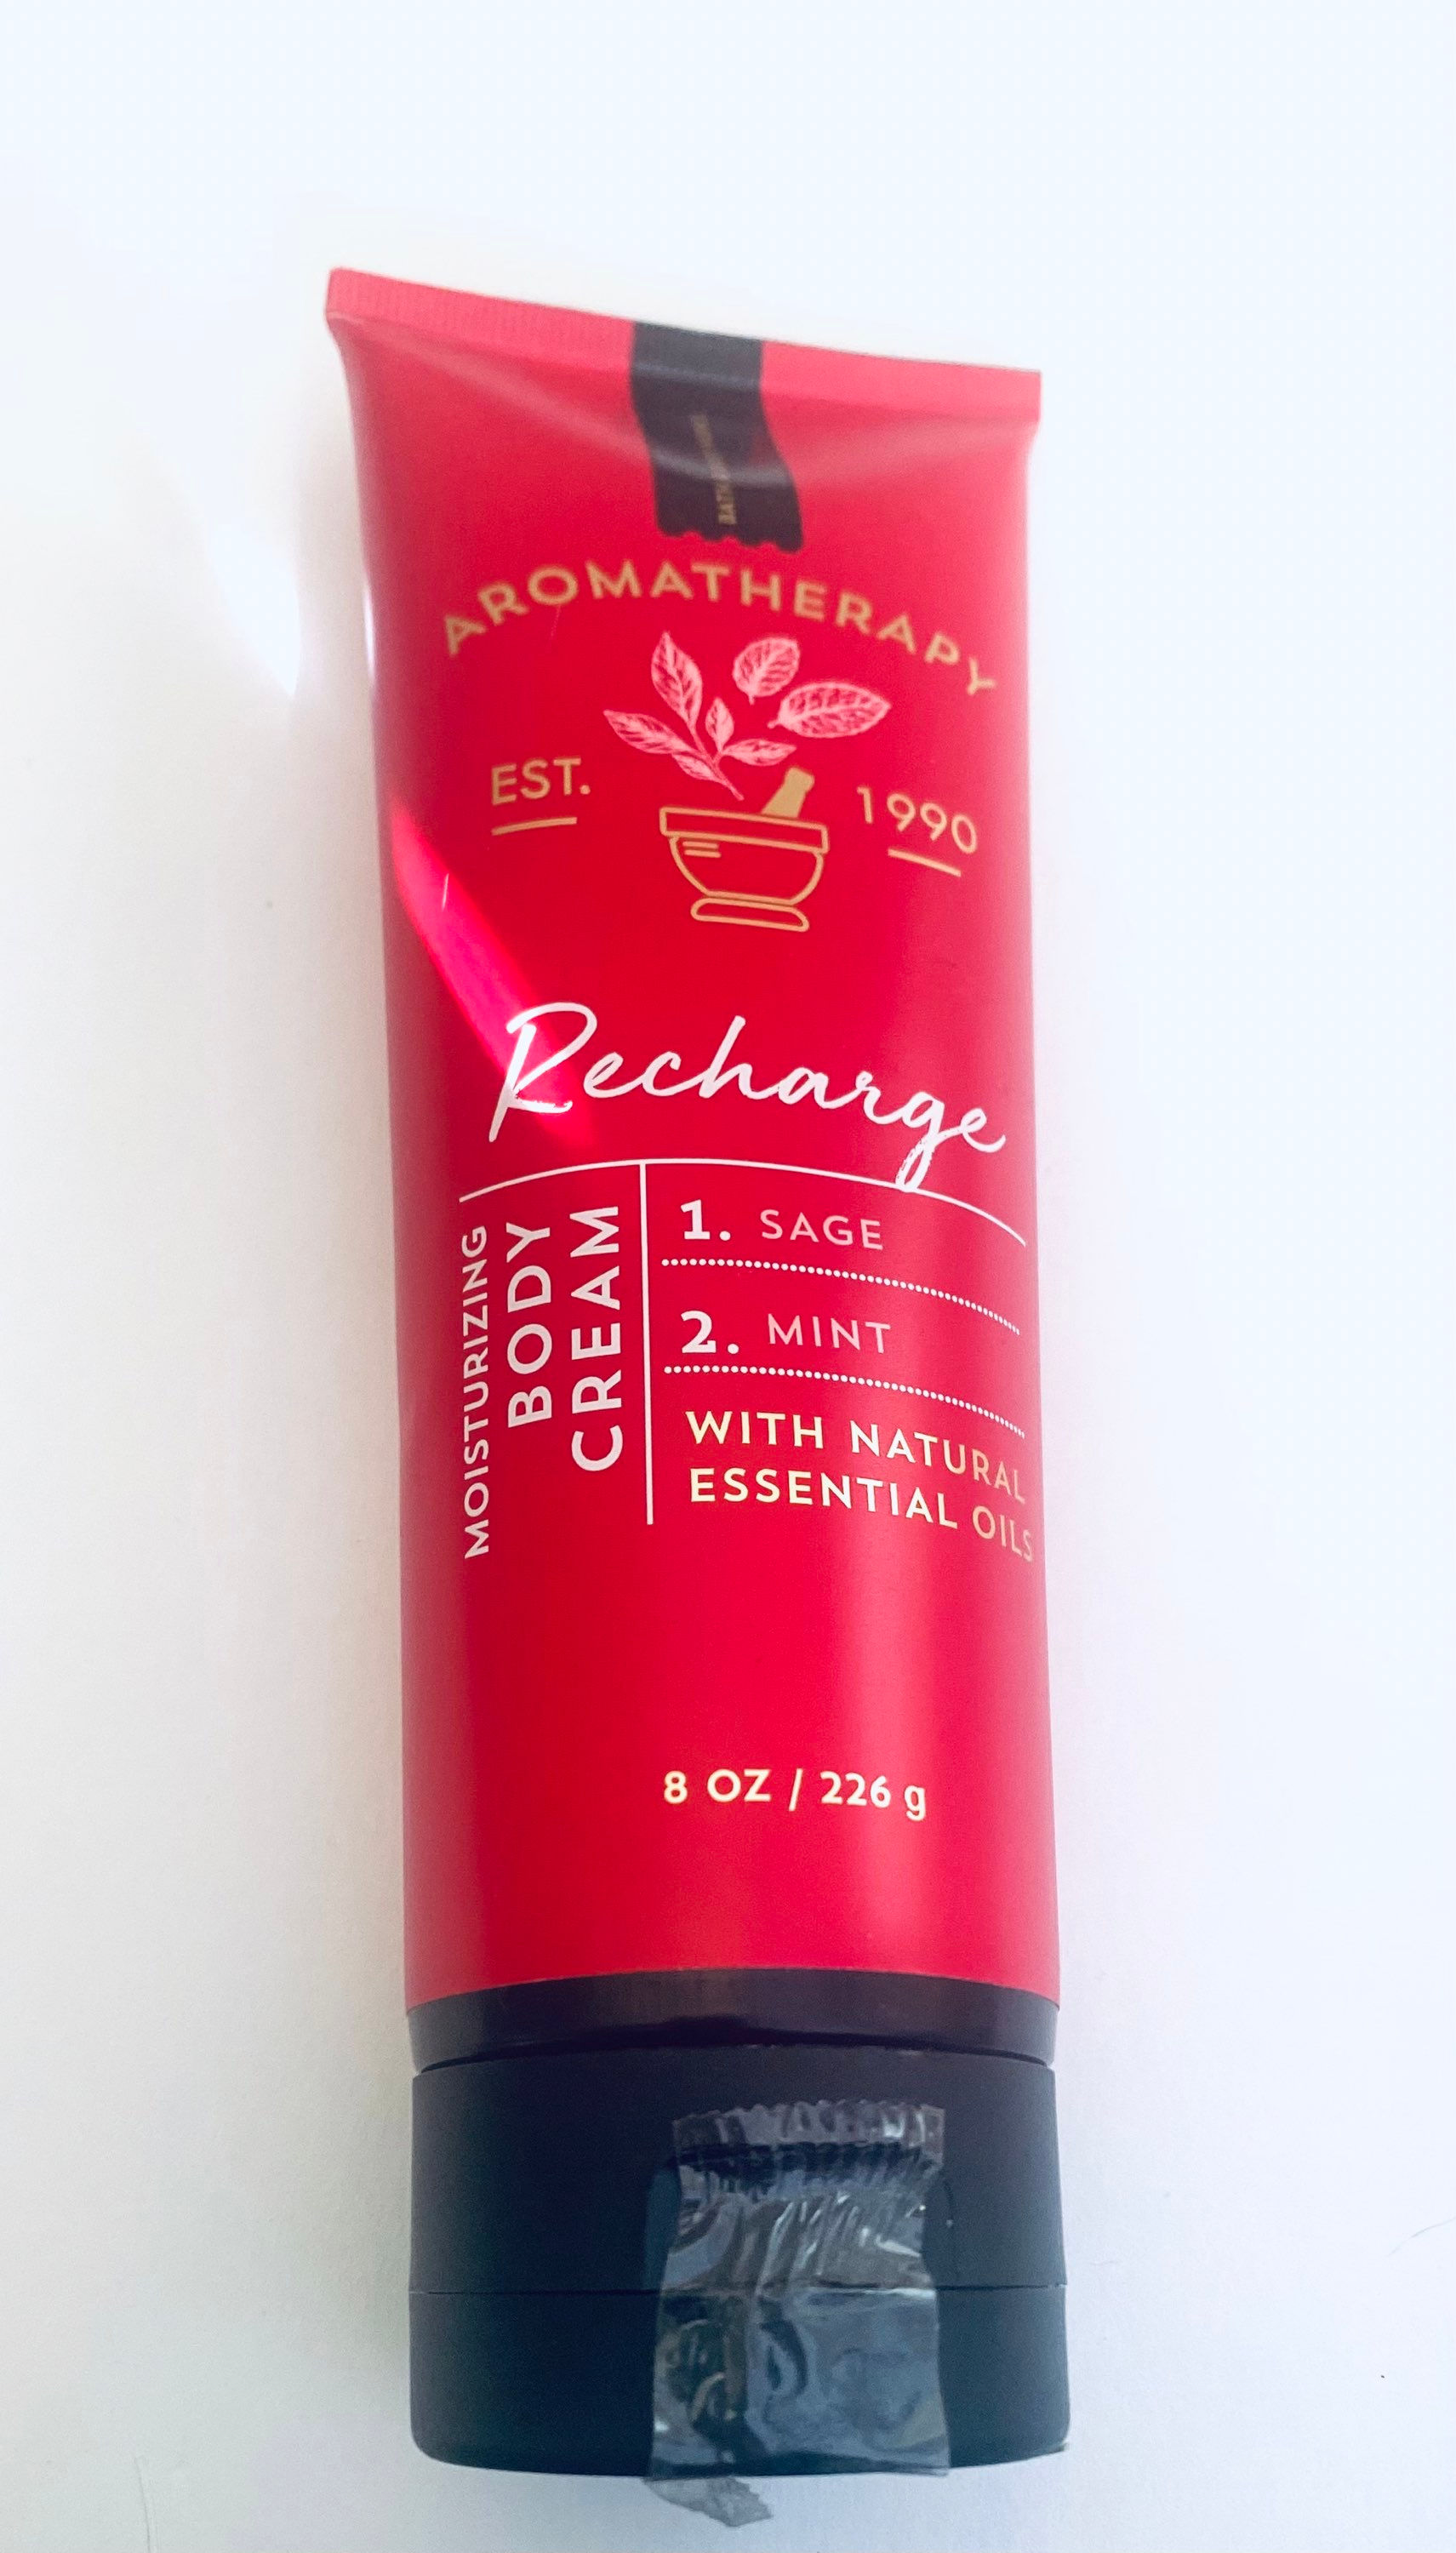 AROMATHERAPY
EST. 1990
Recharge
MOISTURIZING
BODY
CREAM
1. SAGE
2. MINT
WITH NATURAL
ESSENTIAL OILS
8 OZ / 226 g